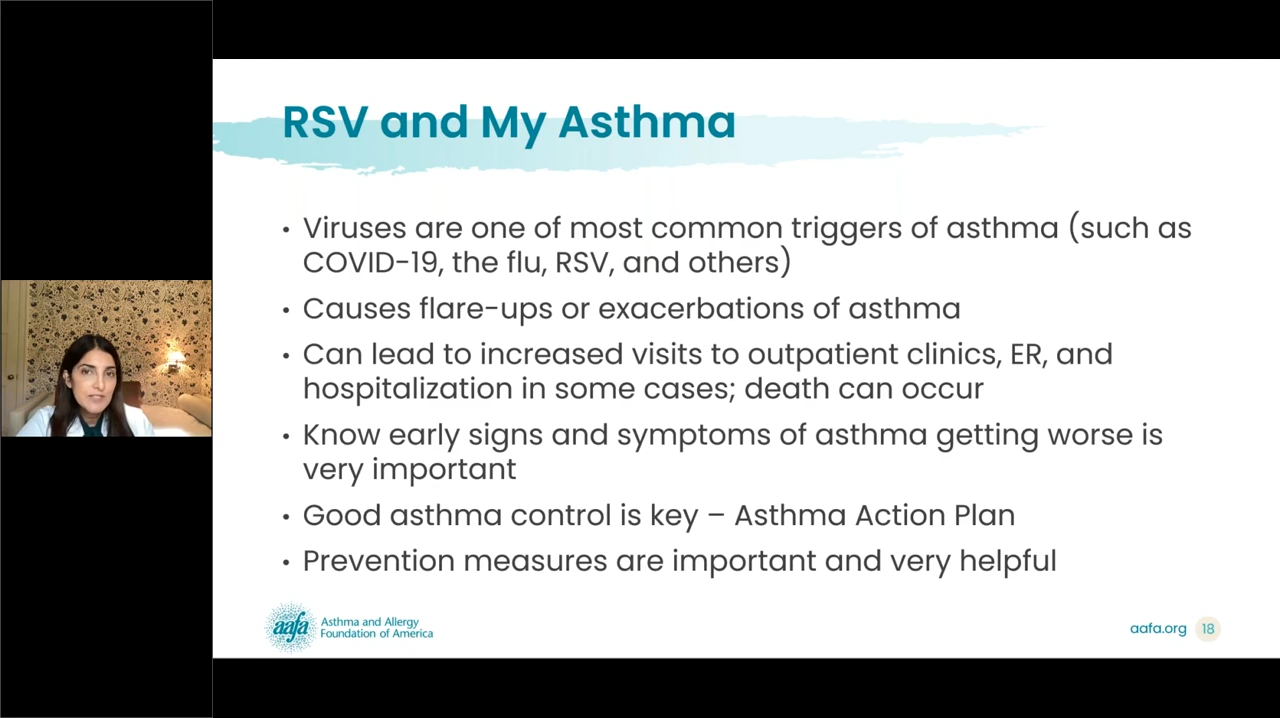 RSV and My Asthma
• Viruses are one of most common triggers of asthma (such as
COVID-19, the flu, RSV, and others)
• Causes flare-ups or exacerbations of asthma
• Can lead to increased visits to outpatient clinics, ER, and
hospitalization in some cases; death can occur
• Know early signs and symptoms of asthma getting worse is
very important
• Good asthma control is key – Asthma Action Plan
• Prevention measures are important and very helpful
aafa
Asthma and Allergy
Foundation of America
aafa.org 18